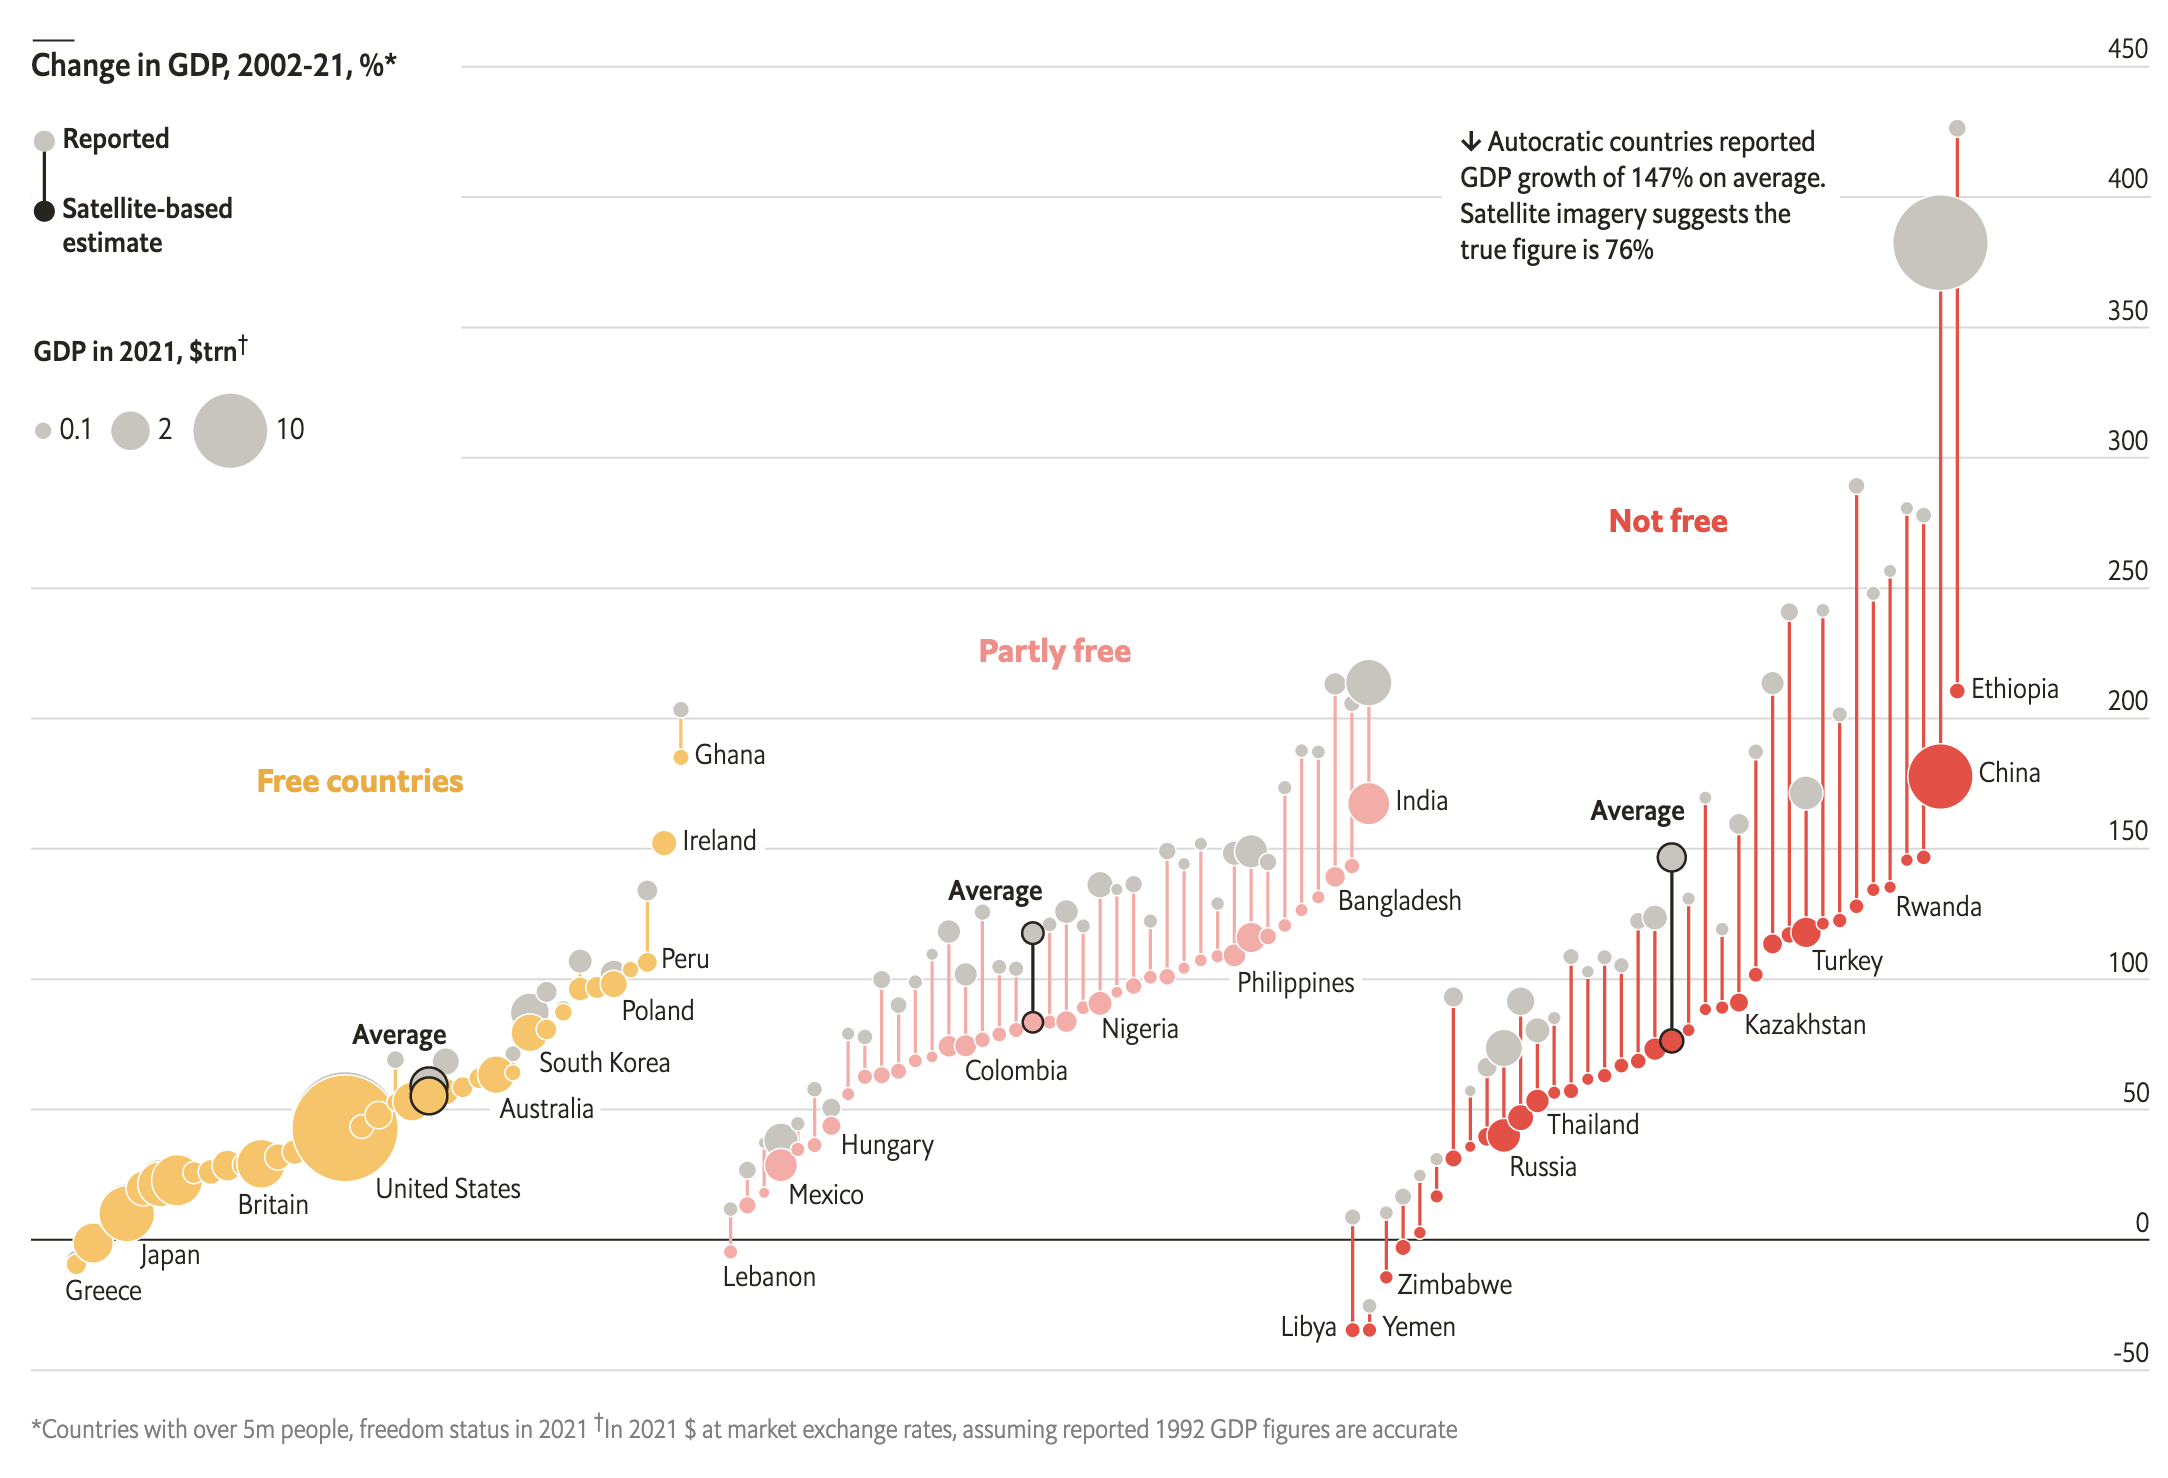 Change in GDP, 2002-21, %*
Reported
Satellite-based
estimate
GDP in 2021, $trn†
0.1
2
10
↓ Autocratic countries reported
GDP growth of 147% on average.
Satellite imagery suggests the
true figure is 76%
450
400
350
300
250
200
150
100
50
0
-50
Free countries
Ghana
Ireland
Peru
Poland
Average
South Korea
Australia
United States
Britain
Japan
Greece
Partly free
India
Average
Bangladesh
Philippines
Nigeria
Colombia
Hungary
Mexico
Lebanon
Not free
Ethiopia
China
Average
Rwanda
Turkey
Kazakhstan
Thailand
Russia
Zimbabwe
Libya
Yemen
*Countries with over 5m people, freedom status in 2021 †In 2021 $ at market exchange rates, assuming reported 1992 GDP figures are accurate